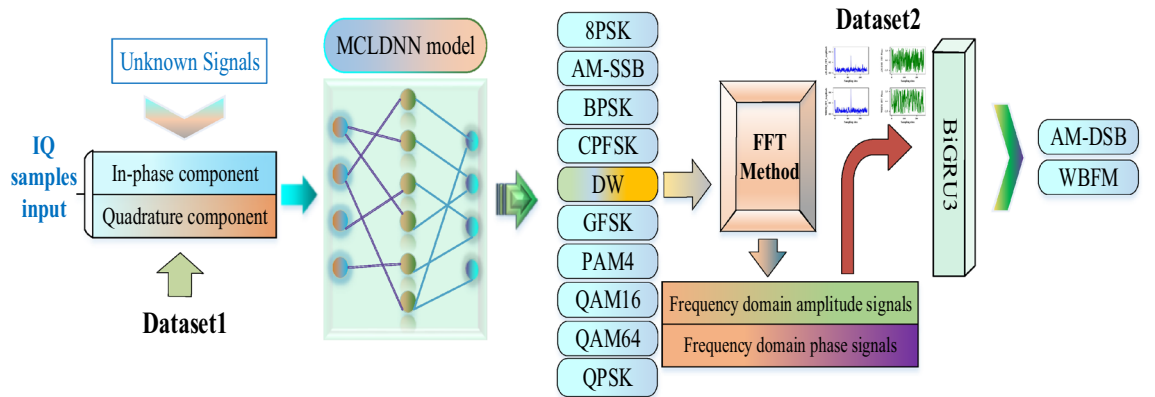 Unknown Signals
IQ
samples
input
In-phase component
Quadrature component
Dataset1
MCLDNN model
8PSK
AM-SSB
BPSK
CPFSK
DW
GFSK
PAM4
QAM16
QAM64
QPSK
FFT
Method
Frequency domain amplitude signals
Frequency domain phase signals
Dataset2
BiGRU3
AM-DSB
WBFM